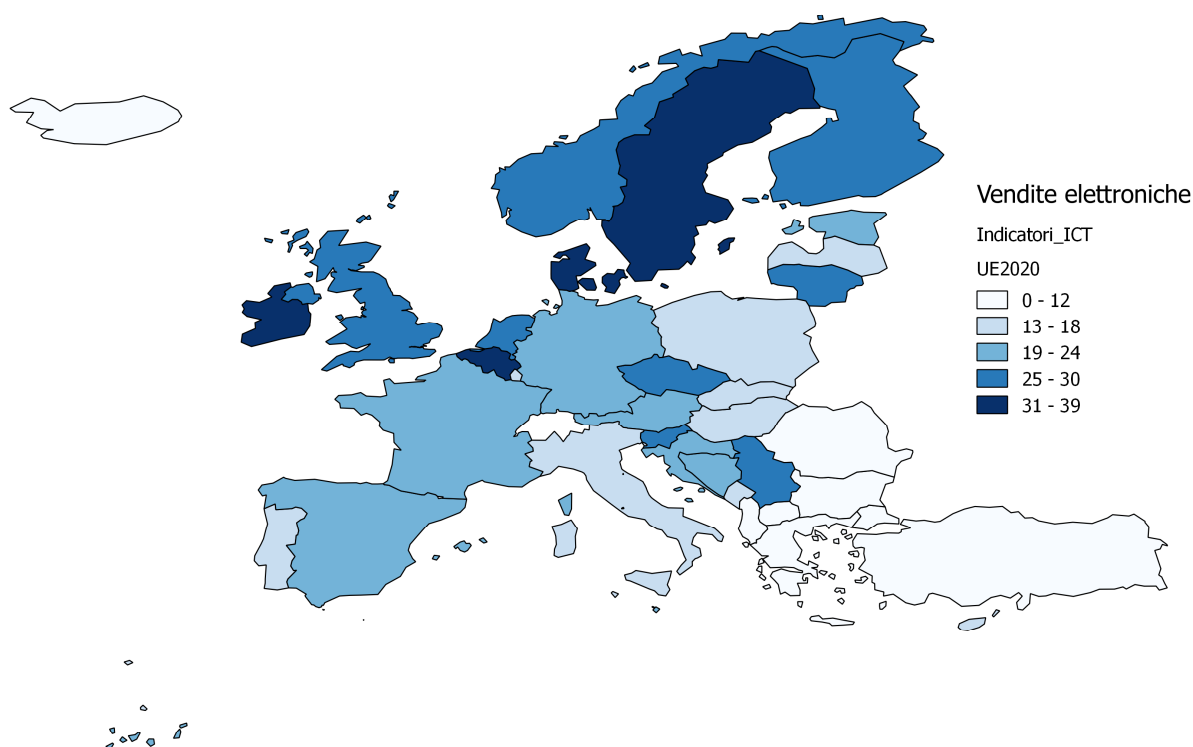 Vendite elettroniche
Indicatori_ICT
UE2020
0 - 12
13 - 18
19 - 24
25 - 30
31 - 39